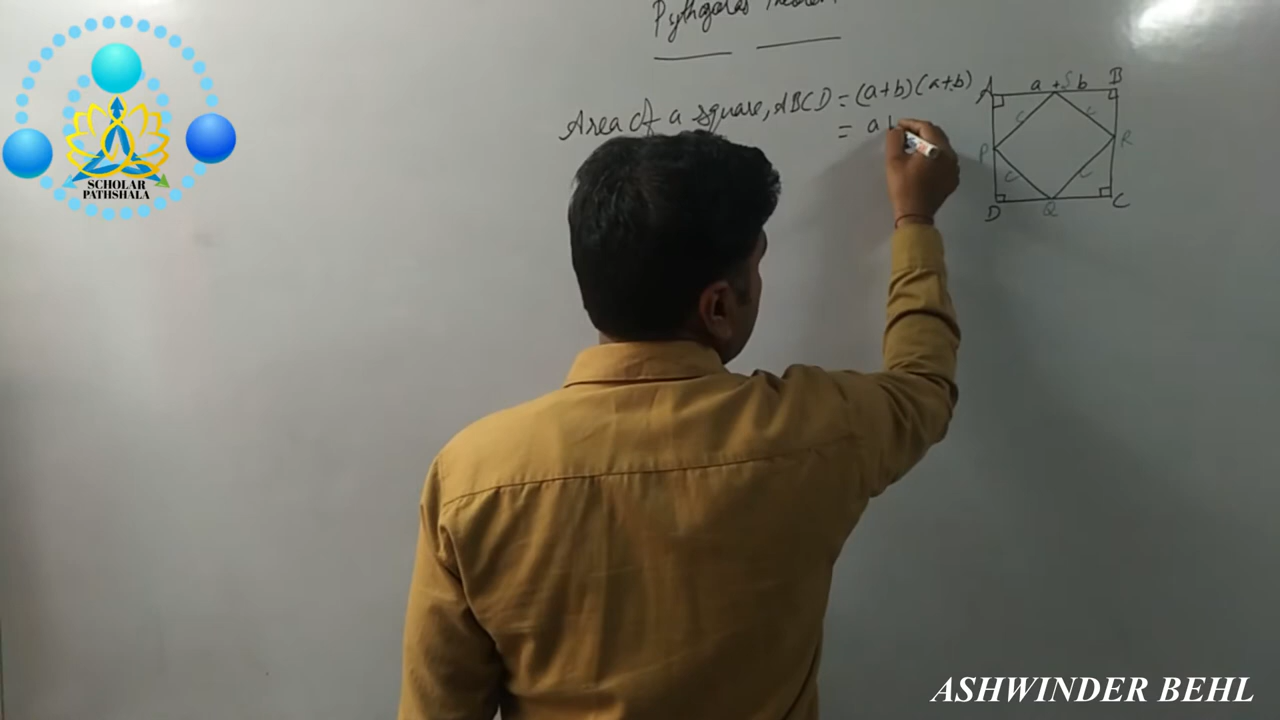 Pythagoras Theorem
Area of a square, ABCD = (a+b)(a+b)
= a
A a + S b B
c c
P R
c c
D Q C
SCHOLAR
PATHSHALA
ASHWINDER BEHL